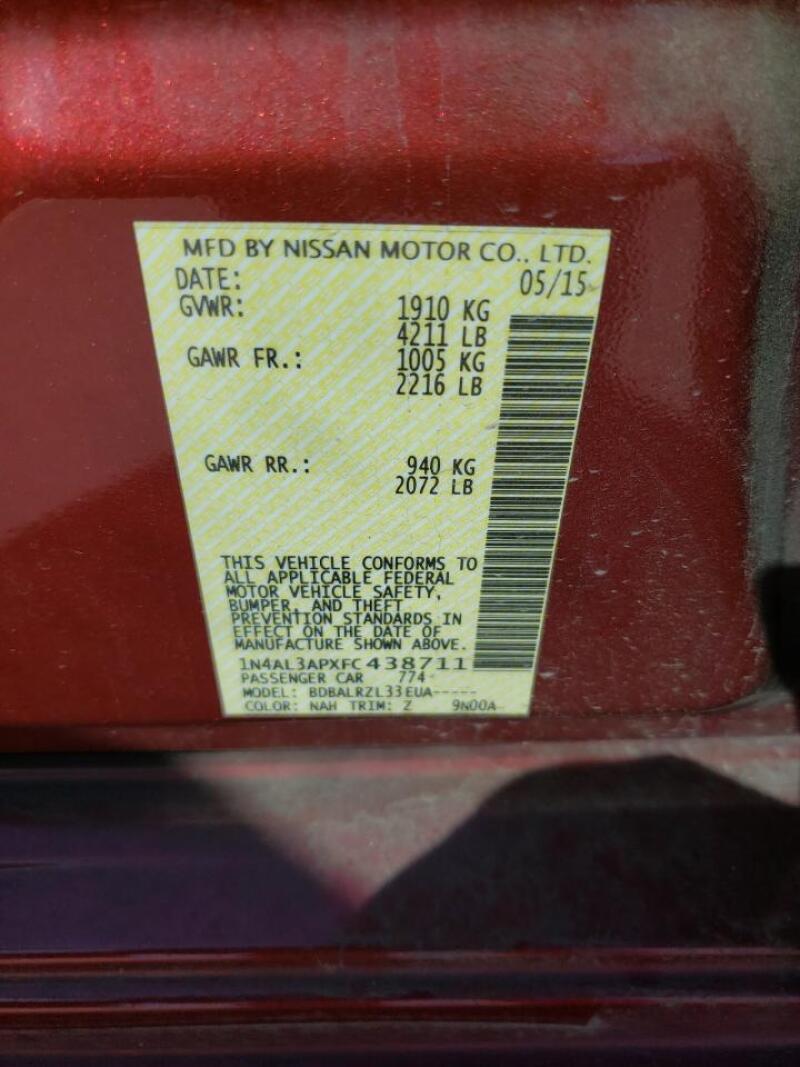 MFD BY NISSAN MOTOR CO., LTD.
DATE: 05/15
GVWR: 1910 KG
4211 LB
GAWR FR.: 1005 KG
2216 LB
GAWR RR.: 940 KG
2072 LB
THIS VEHICLE CONFORMS TO
ALL APPLICABLE FEDERAL
MOTOR VEHICLE SAFETY,
BUMPER, AND THEFT
PREVENTION STANDARDS IN
EFFECT ON THE DATE OF
MANUFACTURE SHOWN ABOVE.
1N4AL3APXFC438711
PASSENGER CAR 774
MODEL: BDBALRZL33EUA-----
COLOR: NAH TRIM: Z 9N00A